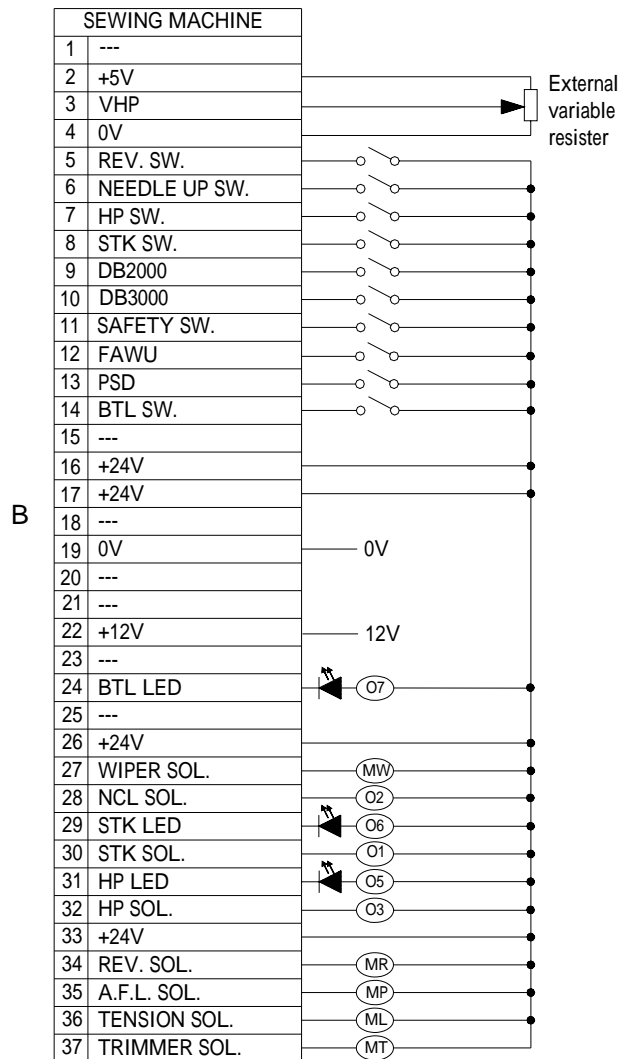 SEWING MACHINE
1 ---
2 +5V
3 VHP
4 0V
External
variable
resister
5 REV. SW.
6 NEEDLE UP SW.
7 HP SW.
8 STK SW.
9 DB2000
10 DB3000
11 SAFETY SW.
12 FAWU
13 PSD
14 BTL SW.
15 ---
16 +24V
17 +24V
B
18 ---
19 0V 0V
20 ---
21 ---
22 +12V 12V
23 ---
24 BTL LED O7
25 ---
26 +24V
27 WIPER SOL. MW
28 NCL SOL. O2
29 STK LED O6
30 STK SOL. O1
31 HP LED O5
32 HP SOL. O3
33 +24V
34 REV. SOL. MR
35 A.F.L. SOL. MP
36 TENSION SOL. ML
37 TRIMMER SOL. MT